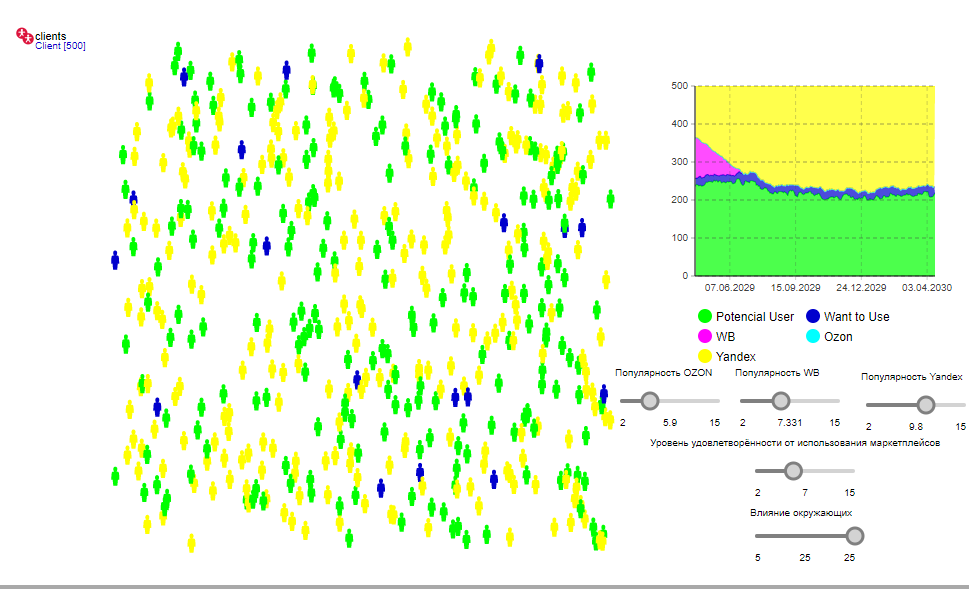 clients
Client [500]
500
400
300
200
100
0
07.06.2029 15.09.2029 24.12.2029 03.04.2030
Potencial User Want to Use
WB Ozon
Yandex
Популярность OZON Популярность WB Популярность Yandex
2 5.9 15 2 7.331 15 2 9.8 15
Уровень удовлетворённости от использования маркетплейсов
2 7 15
Влияние окружающих
5 25 25